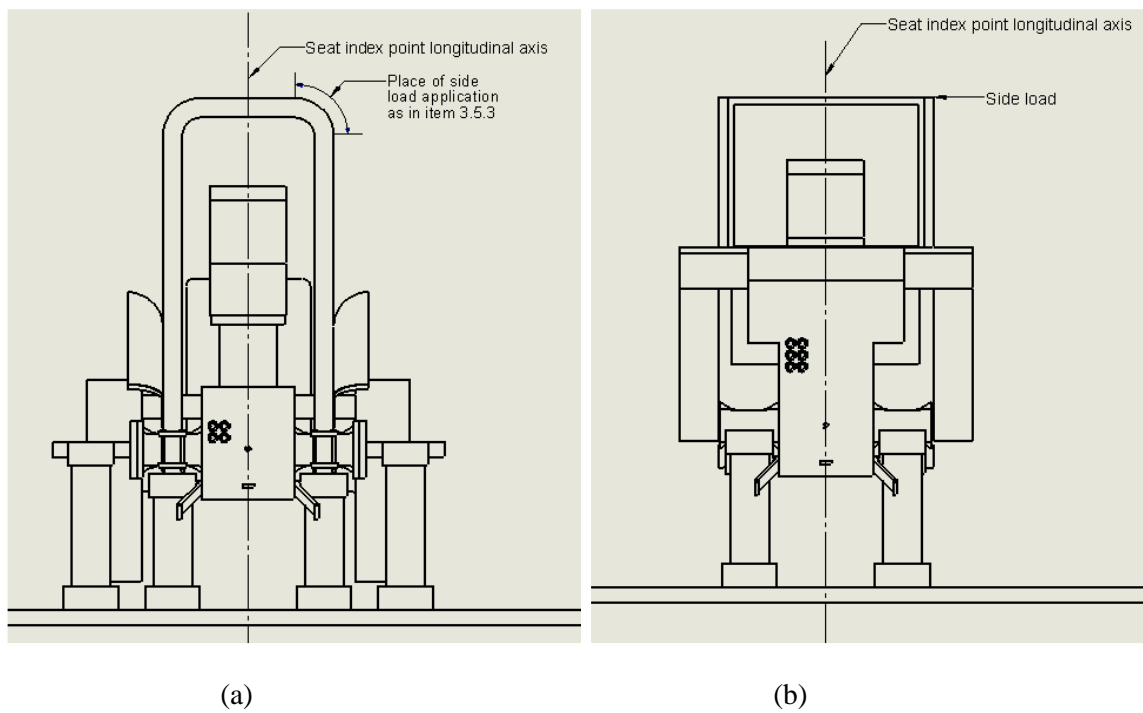 Seat index point longitudinal axis
Place of side
load application
as in item 3.5.3
Seat index point longitudinal axis
Side load
(a)
(b)